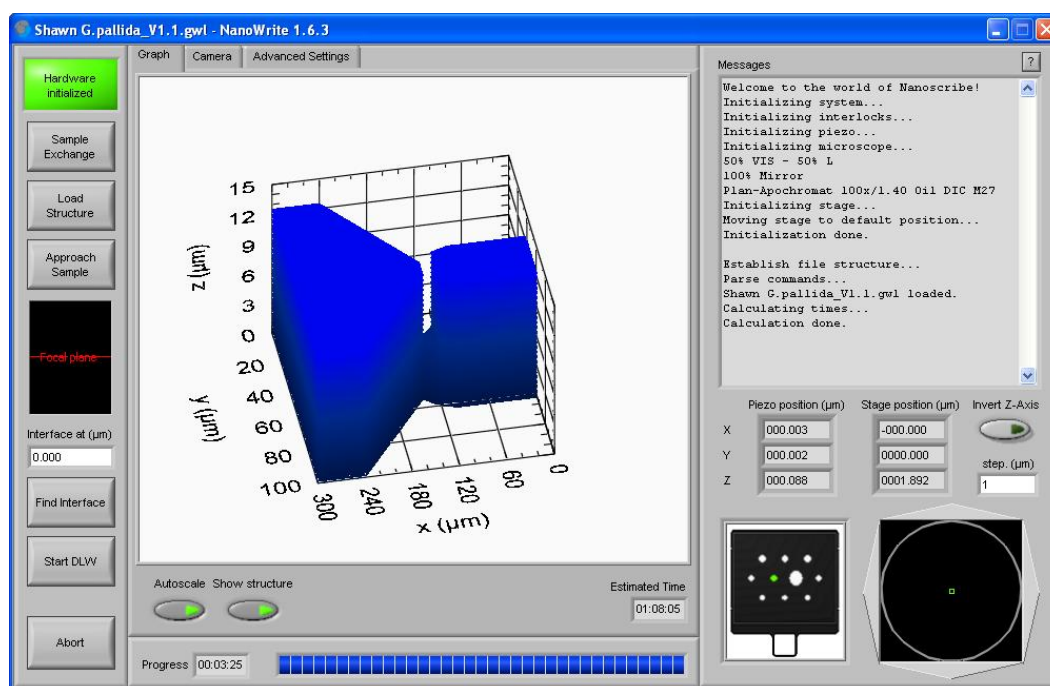 Shawn G.pallida_V1.1.gwl - NanoWrite 1.6.3
Hardware
initialized
Sample
Exchange
Load
Structure
Approach
Sample
Focal plane
Interface at (µm)
0.000
Find Interface
Start DLW
Abort
Graph
Camera
Advanced Settings
15
12
9
6
3
0
z (µm)
20
40
60
80
100
y (µm)
300
240
180
120
60
0
x (µm)
Autoscale
Show structure
Estimated Time
01:08:05
Progress
00:03:25
Messages
?
Welcome to the world of Nanoscribe!
Initializing system...
Initializing interlocks...
Initializing piezo...
Initializing microscope...
50% VIS - 50% L
100% Mirror
Plan-Apochromat 100x/1.40 Oil DIC M27
Initializing stage...
Moving stage to default position...
Initialization done.
Establish file structure...
Parse commands...
Shawn G.pallida_V1.1.gwl loaded.
Calculating times...
Calculation done.
Piezo position (µm) Stage position (µm) Invert Z-Axis
X 000.003 -000.000
Y 000.002 0000.000
step. (µm)
Z 000.088 0001.892 1